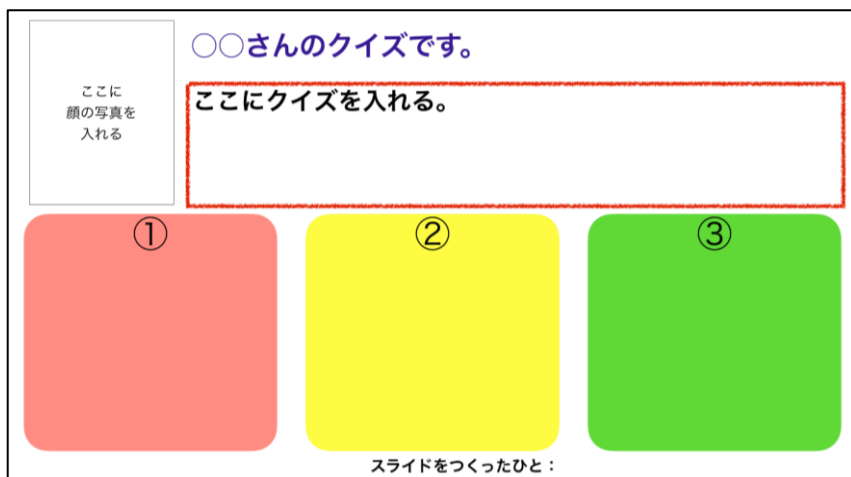 ○○さんのクイズです。
ここに
顔の写真を
入れる
ここにクイズを入れる。
①
②
③
スライドをつくったひと：